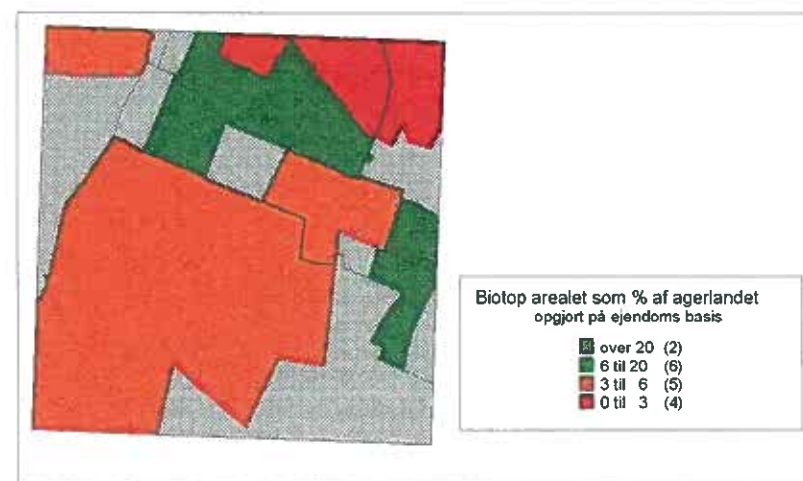 Biotop arealet som % af agerlandet
opgjort på ejendoms basis
over 20 (2)
6 til 20 (6)
3 til 6 (5)
0 til 3 (4)